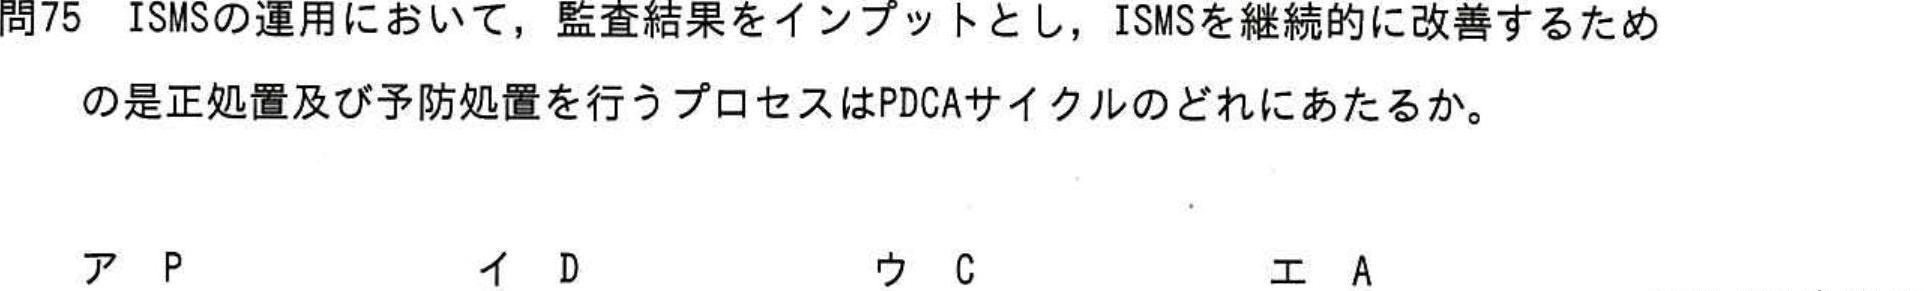 問75　ISMSの運用において，監査結果をインプットとし，ISMSを継続的に改善するため
の是正処置及び予防処置を行うプロセスはPDCAサイクルのどれにあたるか。
ア　P　　イ　D　　ウ　C　　エ　A